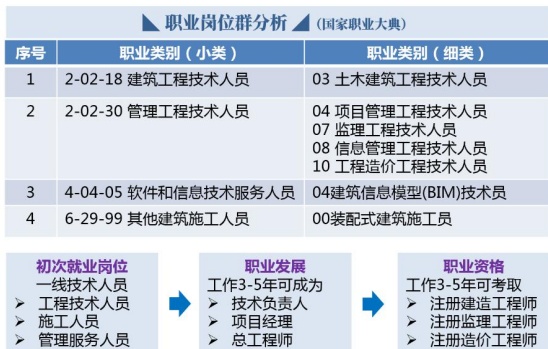 职业岗位群分析（国家职业大典）
序号 职业类别（小类） 职业类别（细类）
1 2-02-18 建筑工程技术人员 03 土木建筑工程技术人员
2 2-02-30 管理工程技术人员 04 项目管理工程技术人员
07 监理工程技术人员
08 信息管理工程技术人员
10 工程造价工程技术人员
3 4-04-05 软件和信息技术服务人员 04建筑信息模型(BIM)技术员
4 6-29-99 其他建筑施工人员 00装配式建筑施工员
初次就业岗位
一线技术人员
➢ 工程技术人员
➢ 施工人员
➢ 管理服务人员
职业发展
工作3-5年可成为
➢ 技术负责人
➢ 项目经理
➢ 总工程师
职业资格
工作3-5年可考取
➢ 注册建造工程师
➢ 注册监理工程师
➢ 注册造价工程师